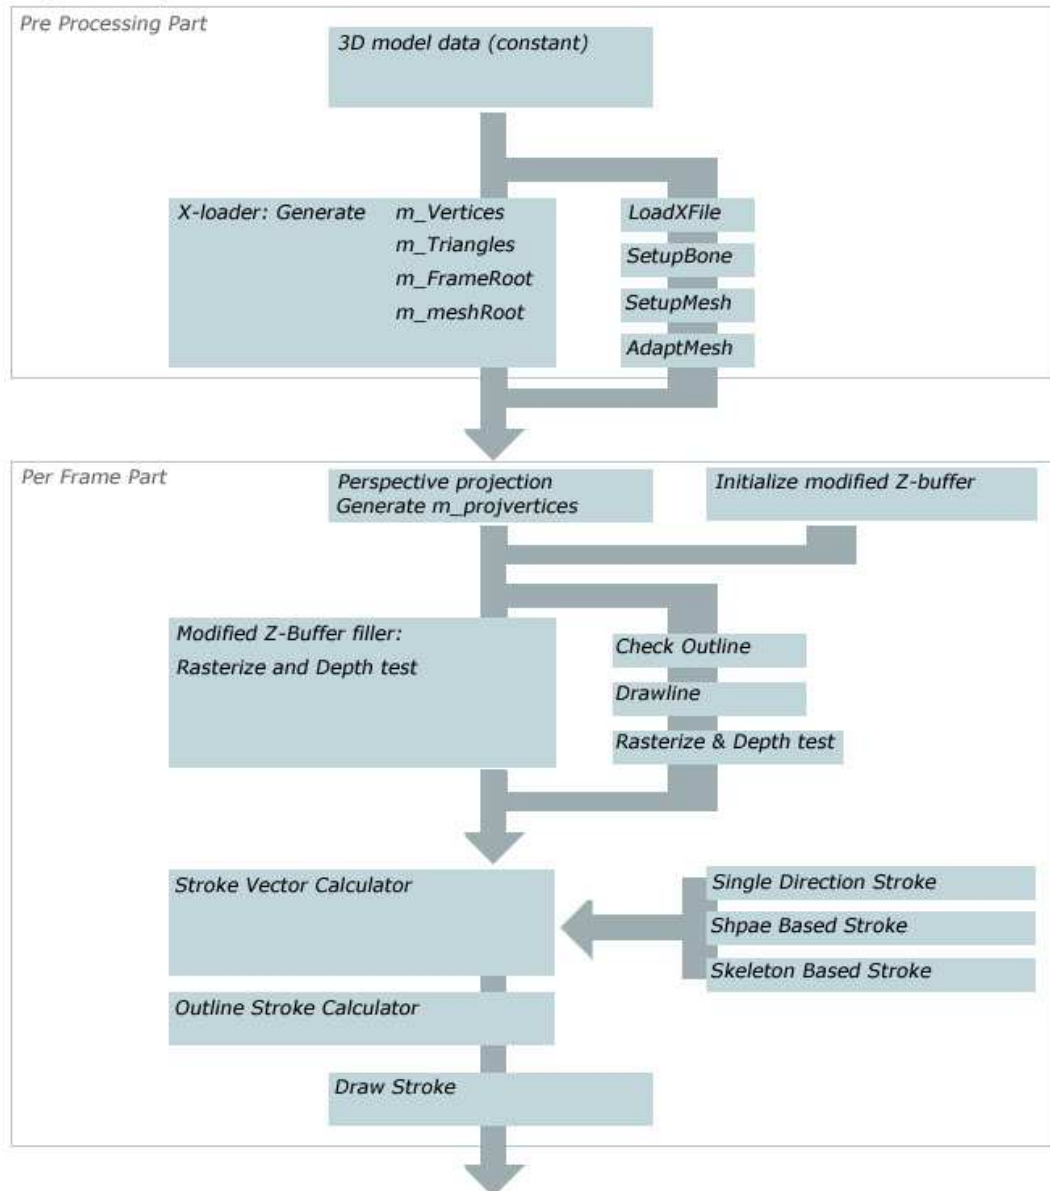 Pre Processing Part
3D model data (constant)
X-loader: Generate m_Vertices
m_Triangles
m_FrameRoot
m_meshRoot
LoadXFile
SetupBone
SetupMesh
AdaptMesh
Per Frame Part
Perspective projection
Generate m_projvertices
Initialize modified Z-buffer
Modified Z-Buffer filler:
Rasterize and Depth test
Check Outline
Drawline
Rasterize & Depth test
Stroke Vector Calculator
Single Direction Stroke
Shpae Based Stroke
Skeleton Based Stroke
Outline Stroke Calculator
Draw Stroke